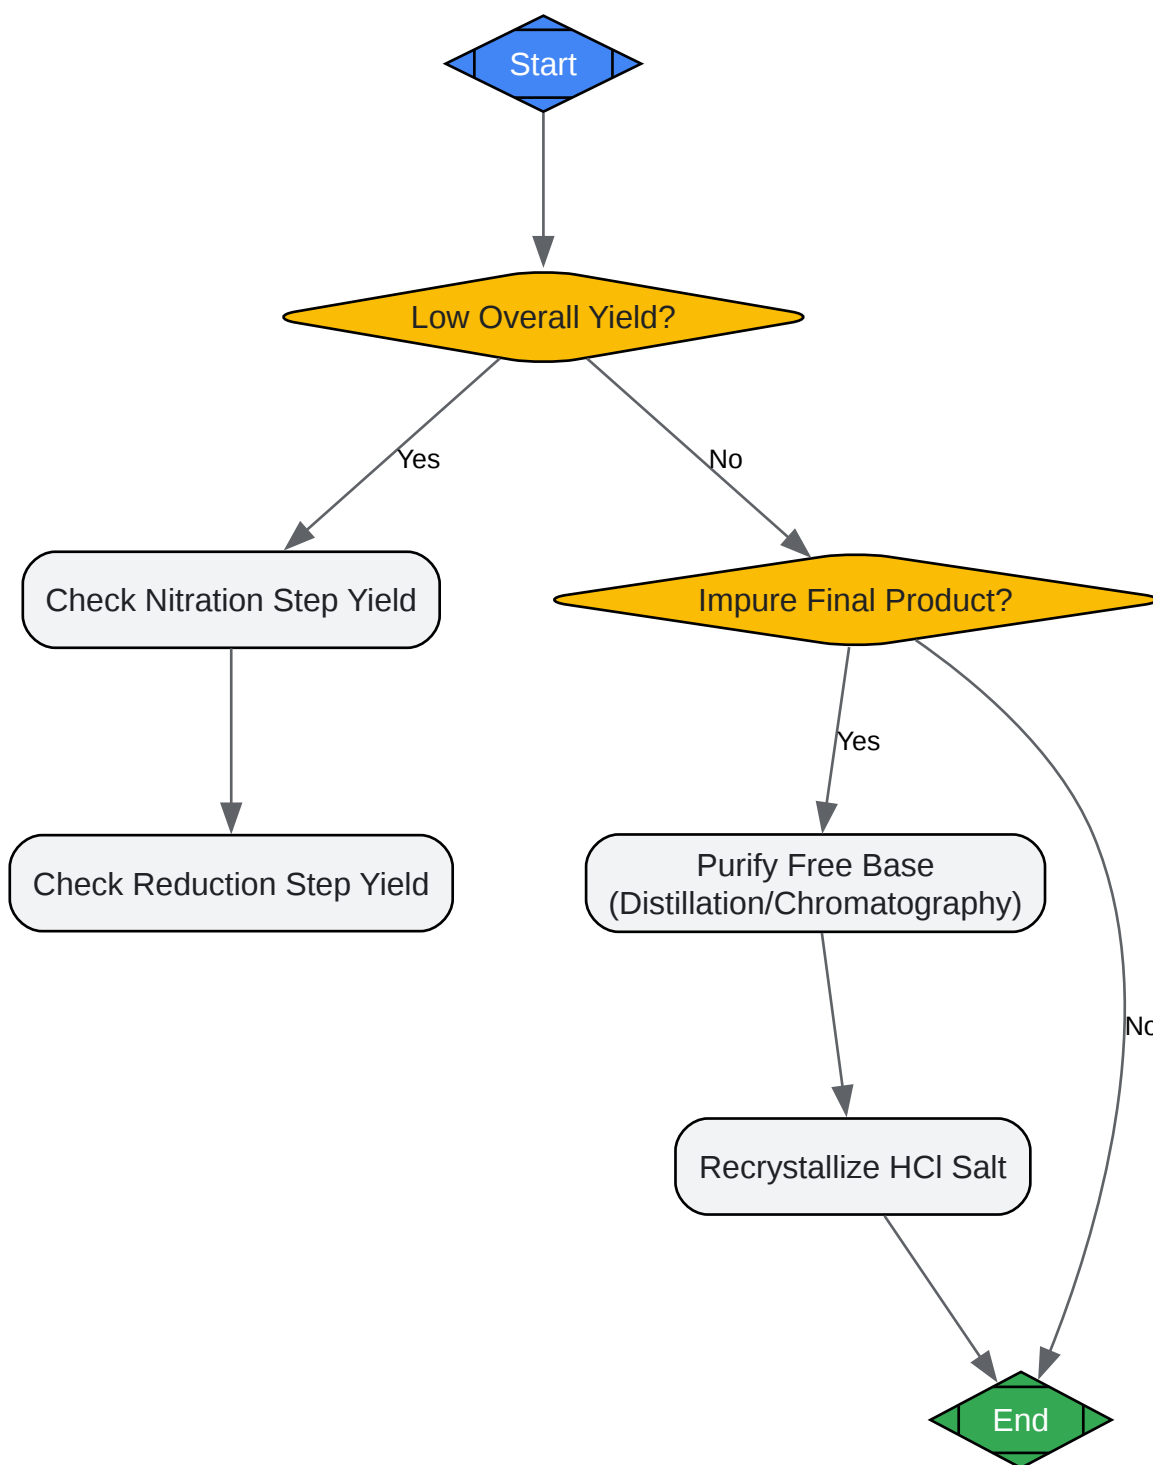 Start
Low Overall Yield?
Yes
No
Check Nitration Step Yield
Impure Final Product?
Yes
Check Reduction Step Yield
Purify Free Base
(Distillation/Chromatography)
No
Recrystallize HCl Salt
End